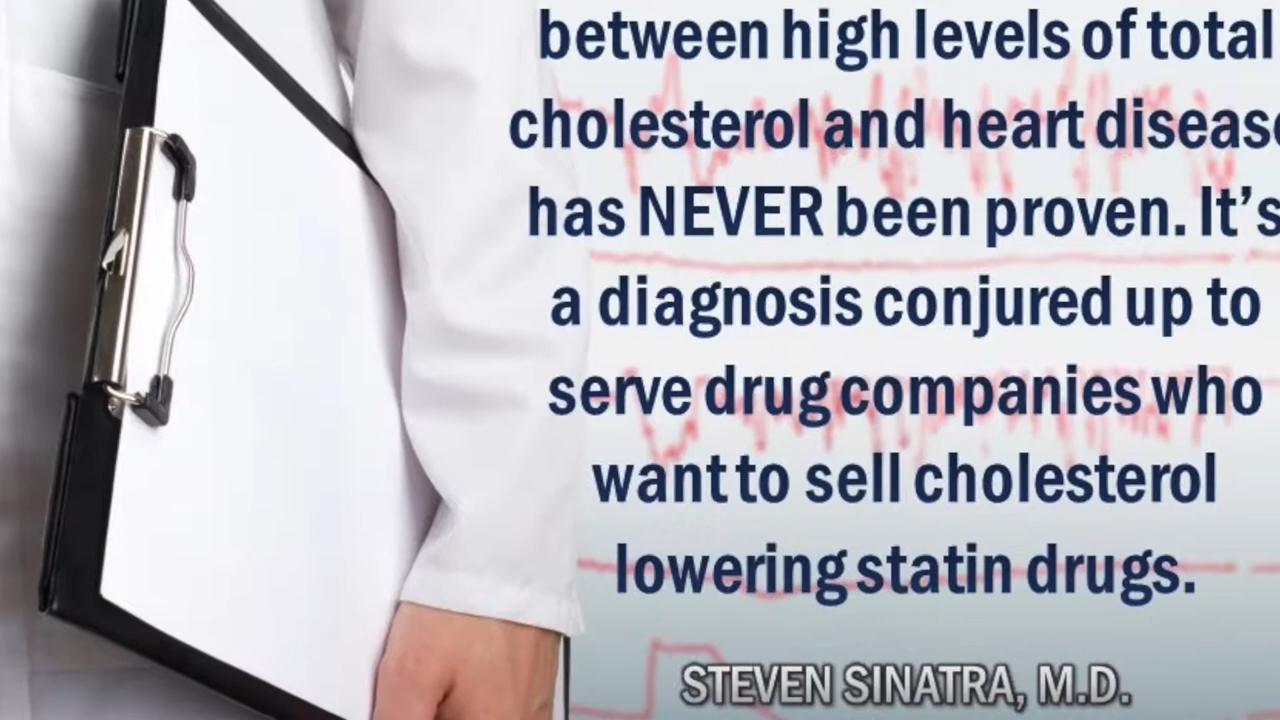 between high levels of total
cholesterol and heart disease
has NEVER been proven. It’s
a diagnosis conjured up to
serve drug companies who
want to sell cholesterol
lowering statin drugs.
STEVEN SINATRA, M.D.